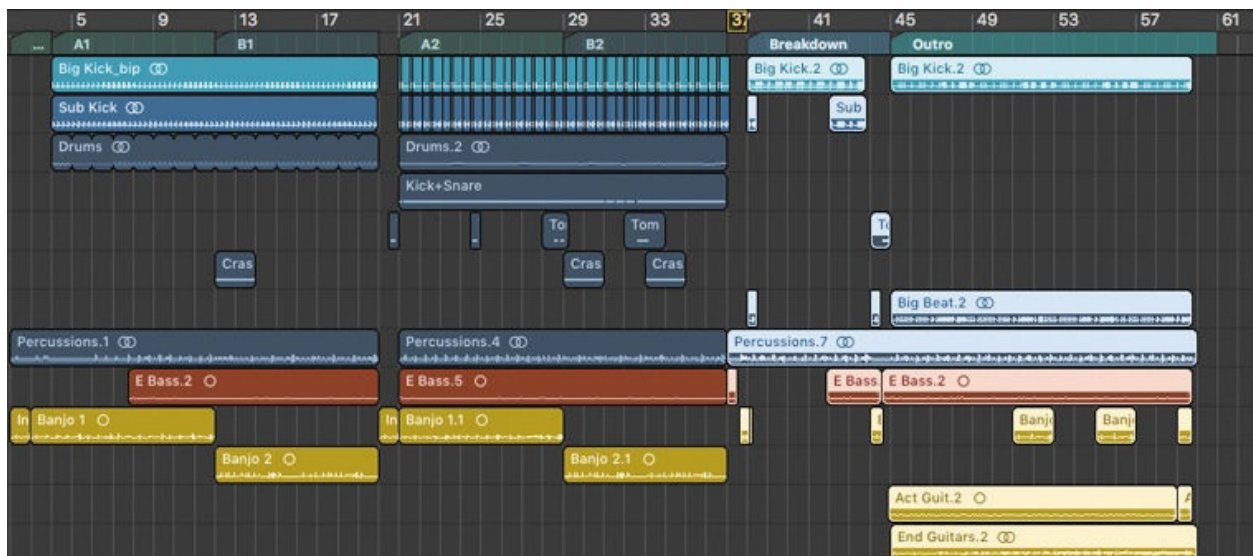 5 9 13 17 21 25 29 33 37 41 45 49 53 57 61
... A1 B1 A2 B2 Breakdown Outro
Big Kick_bip Big Kick.2 Big Kick.2
Sub Kick Sub
Drums Drums.2
Kick+Snare
To Tom To
Cras Cras Cras
Big Beat.2
Percussions.1 Percussions.4 Percussions.7
E Bass.2 E Bass.5 E Bass. E Bass.2
In Banjo 1 In Banjo 1.1 Banj Banj
Banjo 2 Banjo 2.1
Act Guit.2
End Guitars.2